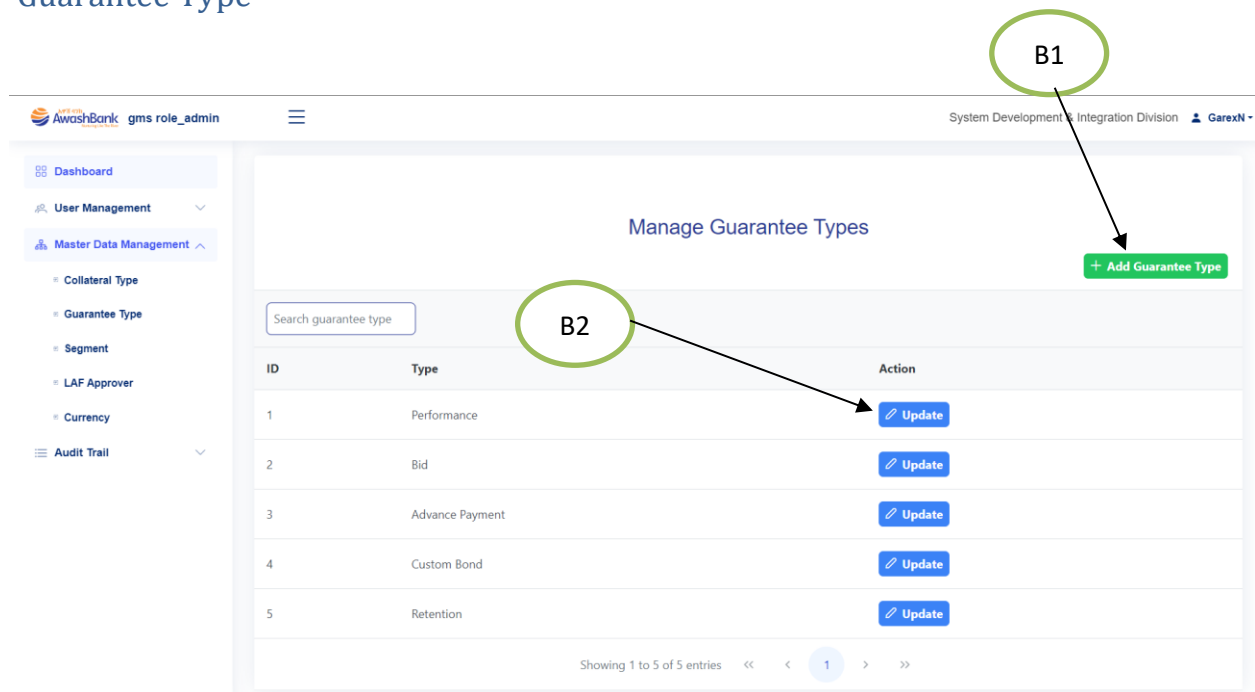 Guarantee Type
B1
AwashBank gms role_admin
System Development & Integration Division GarexN
Dashboard
User Management
Master Data Management
Collateral Type
Guarantee Type
Segment
LAF Approver
Currency
Audit Trail
Manage Guarantee Types
+ Add Guarantee Type
Search guarantee type
B2
ID Type Action
1 Performance Update
2 Bid Update
3 Advance Payment Update
4 Custom Bond Update
5 Retention Update
Showing 1 to 5 of 5 entries << < 1 > >>